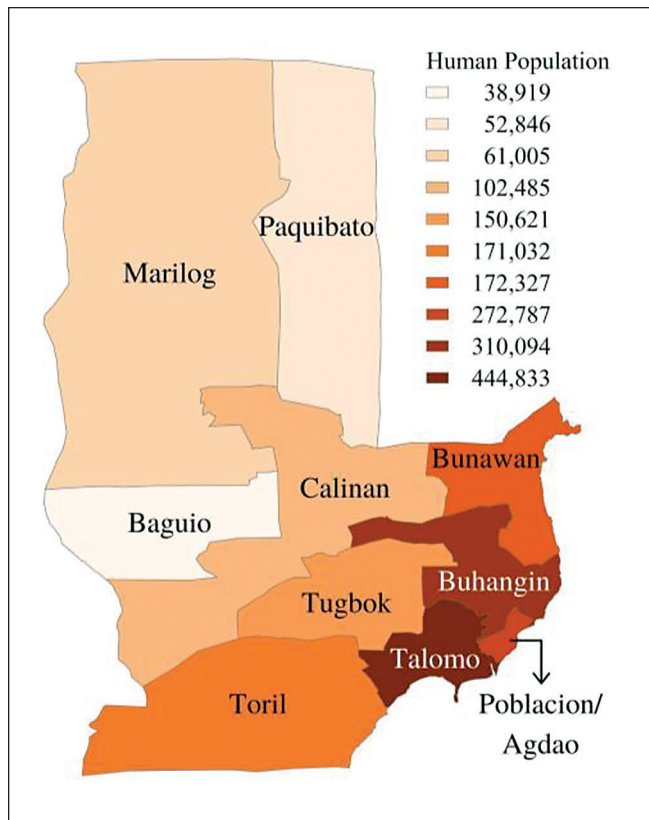 Human Population
38,919
52,846
61,005
102,485
150,621
171,032
172,327
272,787
310,094
444,833
Paquibato
Marilog
Bunawan
Calinan
Baguio
Buhangin
Tugbok
Talomo
Toril
Poblacion/
Agdao